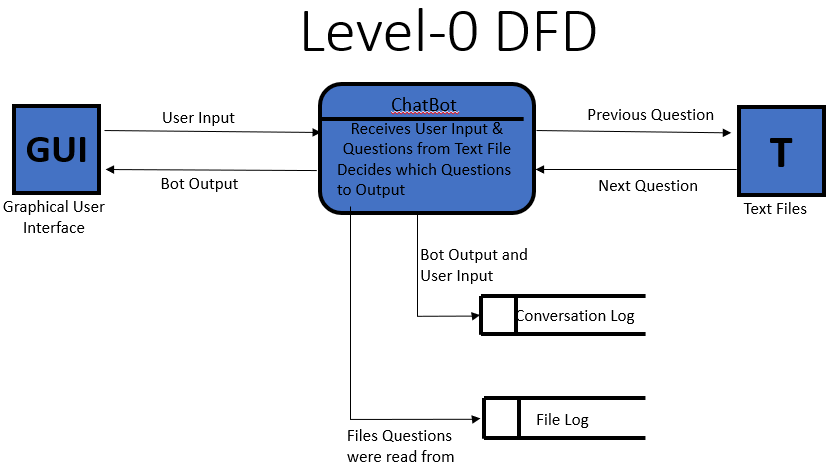 Level-0 DFD
ChatBot
Receives User Input &
Questions from Text File
Decides which Questions
to Output
GUI
Graphical User
Interface
User Input
Bot Output
Previous Question
Next Question
T
Text Files
Bot Output and
User Input
Conversation Log
File Log
Files Questions
were read from